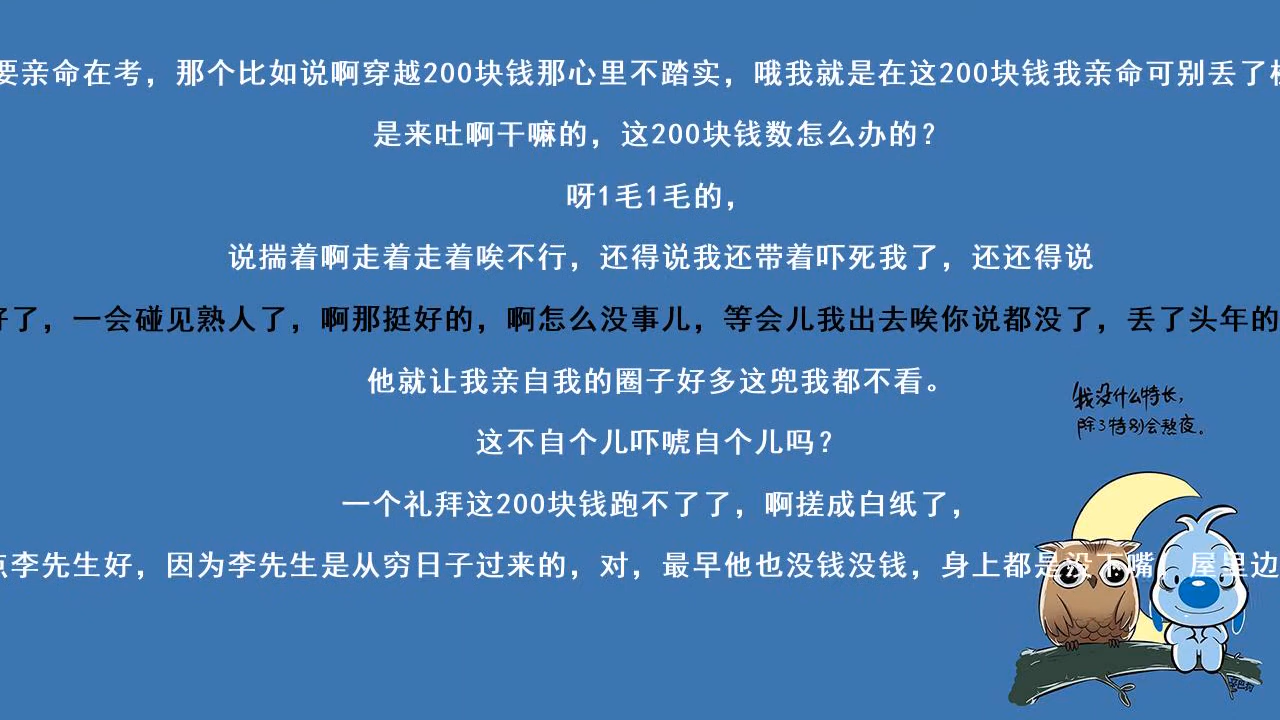 要亲命在考，那个比如说啊穿越200块钱那心里不踏实，哦我就是在这200块钱我亲命可别丢了
是来吐啊干嘛的，这200块钱数怎么办的？
呀1毛1毛的，
说揣着啊走着走着唉不行，还得说我还带着吓死我了，还还得说
好了，一会碰见熟人了，啊那挺好的，啊怎么没事儿，等会儿我出去唉你说都没了，丢了头年的
他就让我亲自我的圈子好多这兜我都不看。
我没什么特长，
除了特别会熬夜。
这不自个儿吓唬自个儿吗？
一个礼拜这200块钱跑不了了，啊搓成白纸了，
点李先生好，因为李先生是从穷日子过来的，对，最早他也没钱没钱，身上都是没下嘴，屋里边